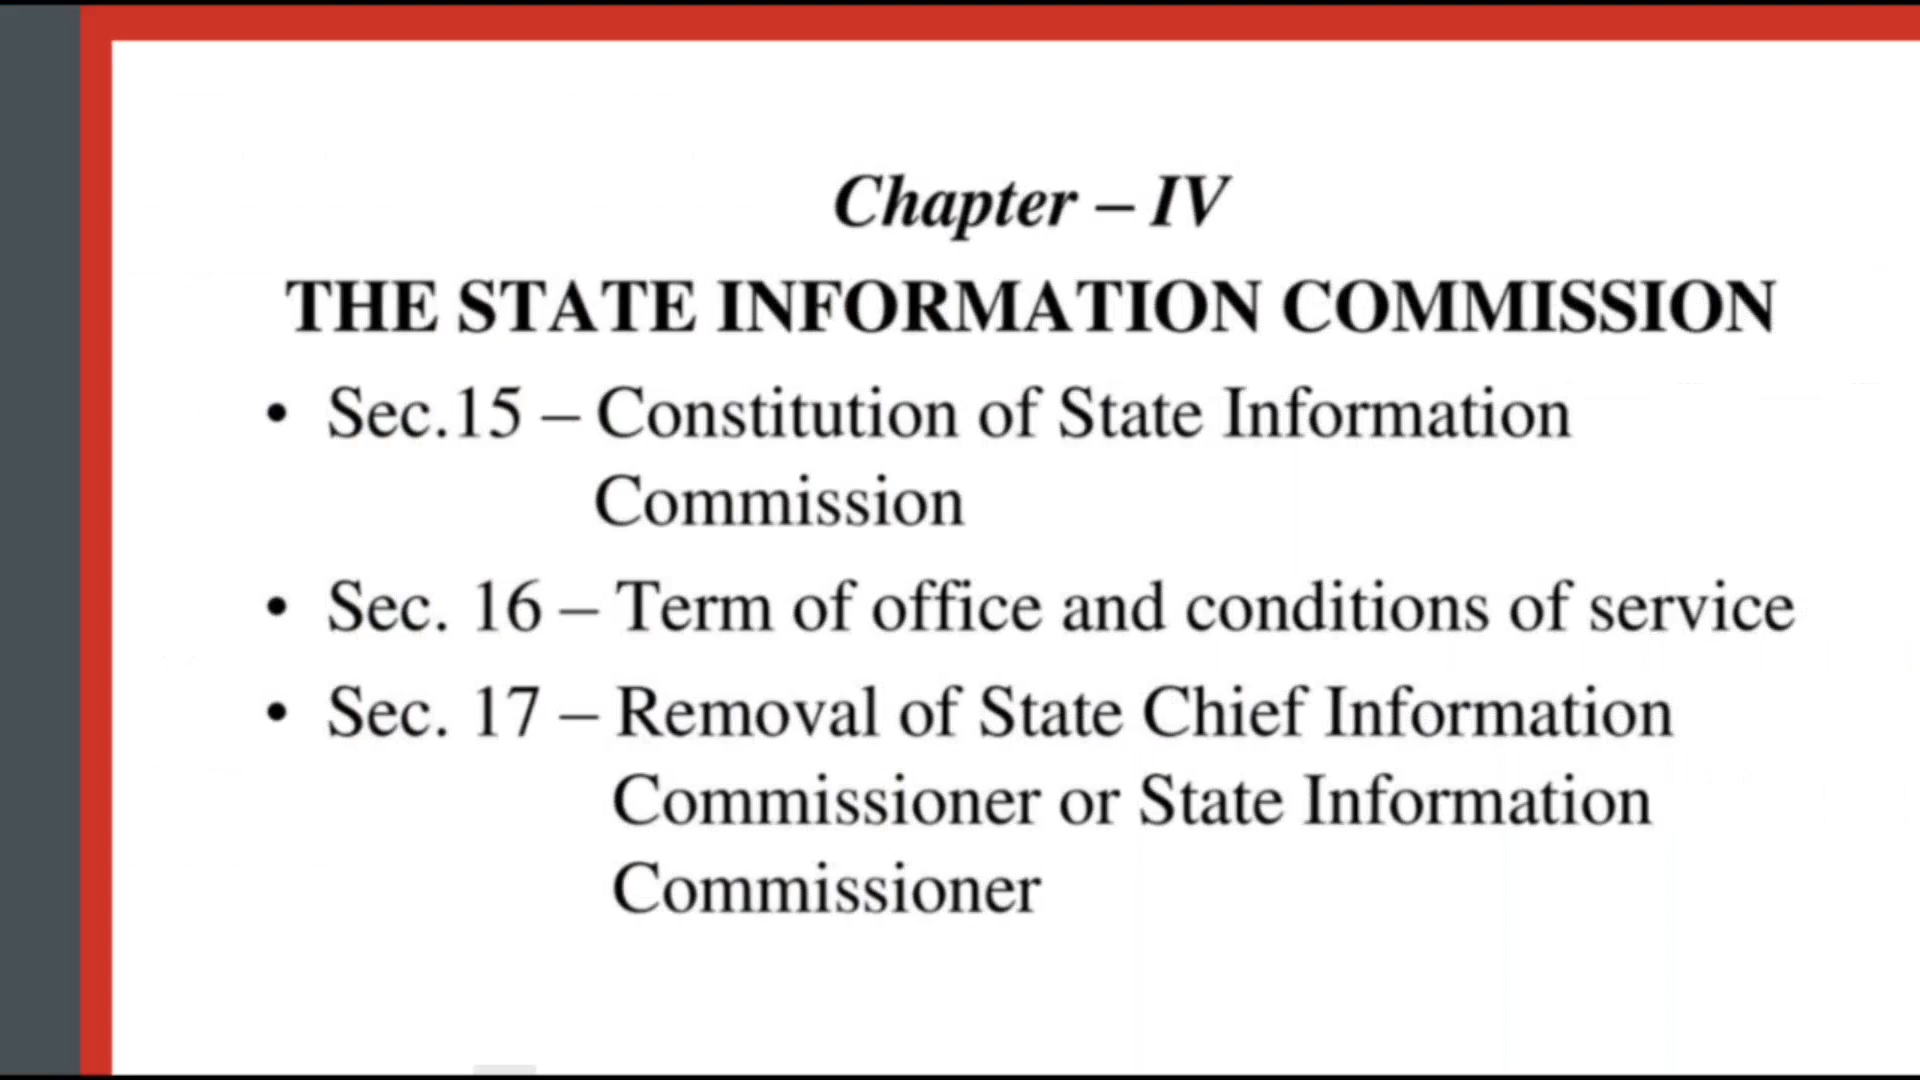 Chapter – IV
THE STATE INFORMATION COMMISSION
• Sec.15 – Constitution of State Information
Commission
• Sec. 16 – Term of office and conditions of service
• Sec. 17 – Removal of State Chief Information
Commissioner or State Information
Commissioner